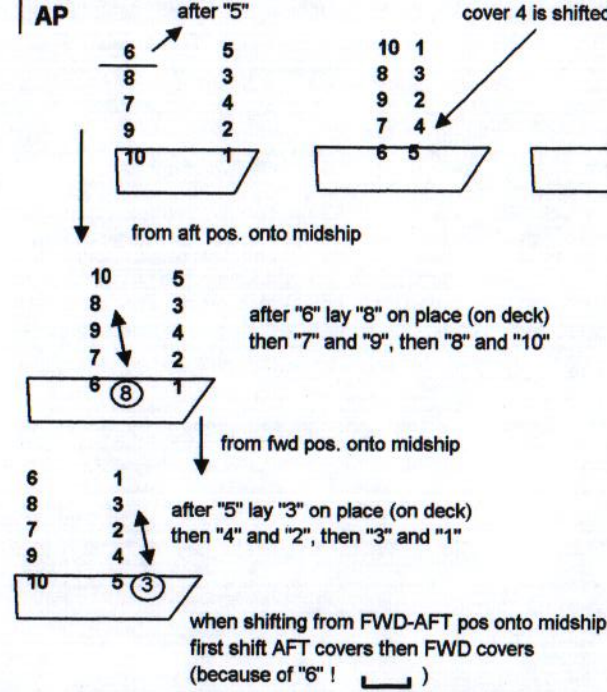 AP
after "5"
cover 4 is shifted
6 5
8 3
7 4
9 2
10 1
10 1
8 3
9 2
7 4
6 5
from aft pos. onto midship
10 5
8 3
9 4
7 2
6 8 1
after "6" lay "8" on place (on deck)
then "7" and "9", then "8" and "10"
from fwd pos. onto midship
6 1
8 3
7 2
9 4
10 5 3
after "5" lay "3" on place (on deck)
then "4" and "2", then "3" and "1"
when shifting from FWD-AFT pos onto midship
first shift AFT covers then FWD covers
(because of "6" ! )